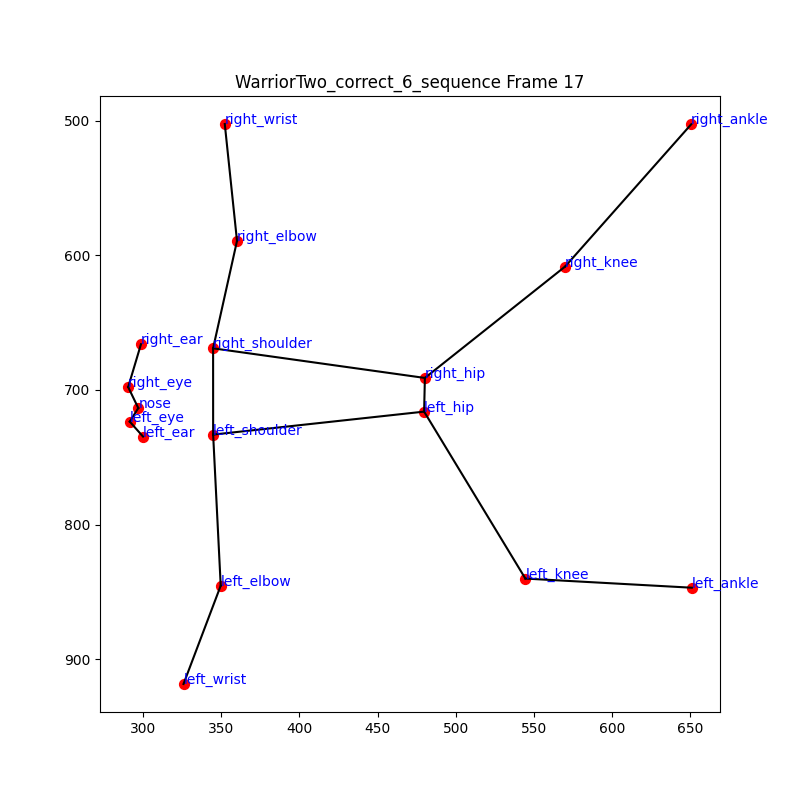 WarriorTwo_correct_6_sequence Frame 17
500
right_wrist
right_ankle
right_elbow
600
right_knee
right_ear
right_shoulder
right_hip
right_eye
700
nose
left_hip
left_eye
left_ear
left_shoulder
800
left_knee
left_elbow
left_ankle
900
left_wrist
300 350 400 450 500 550 600 650